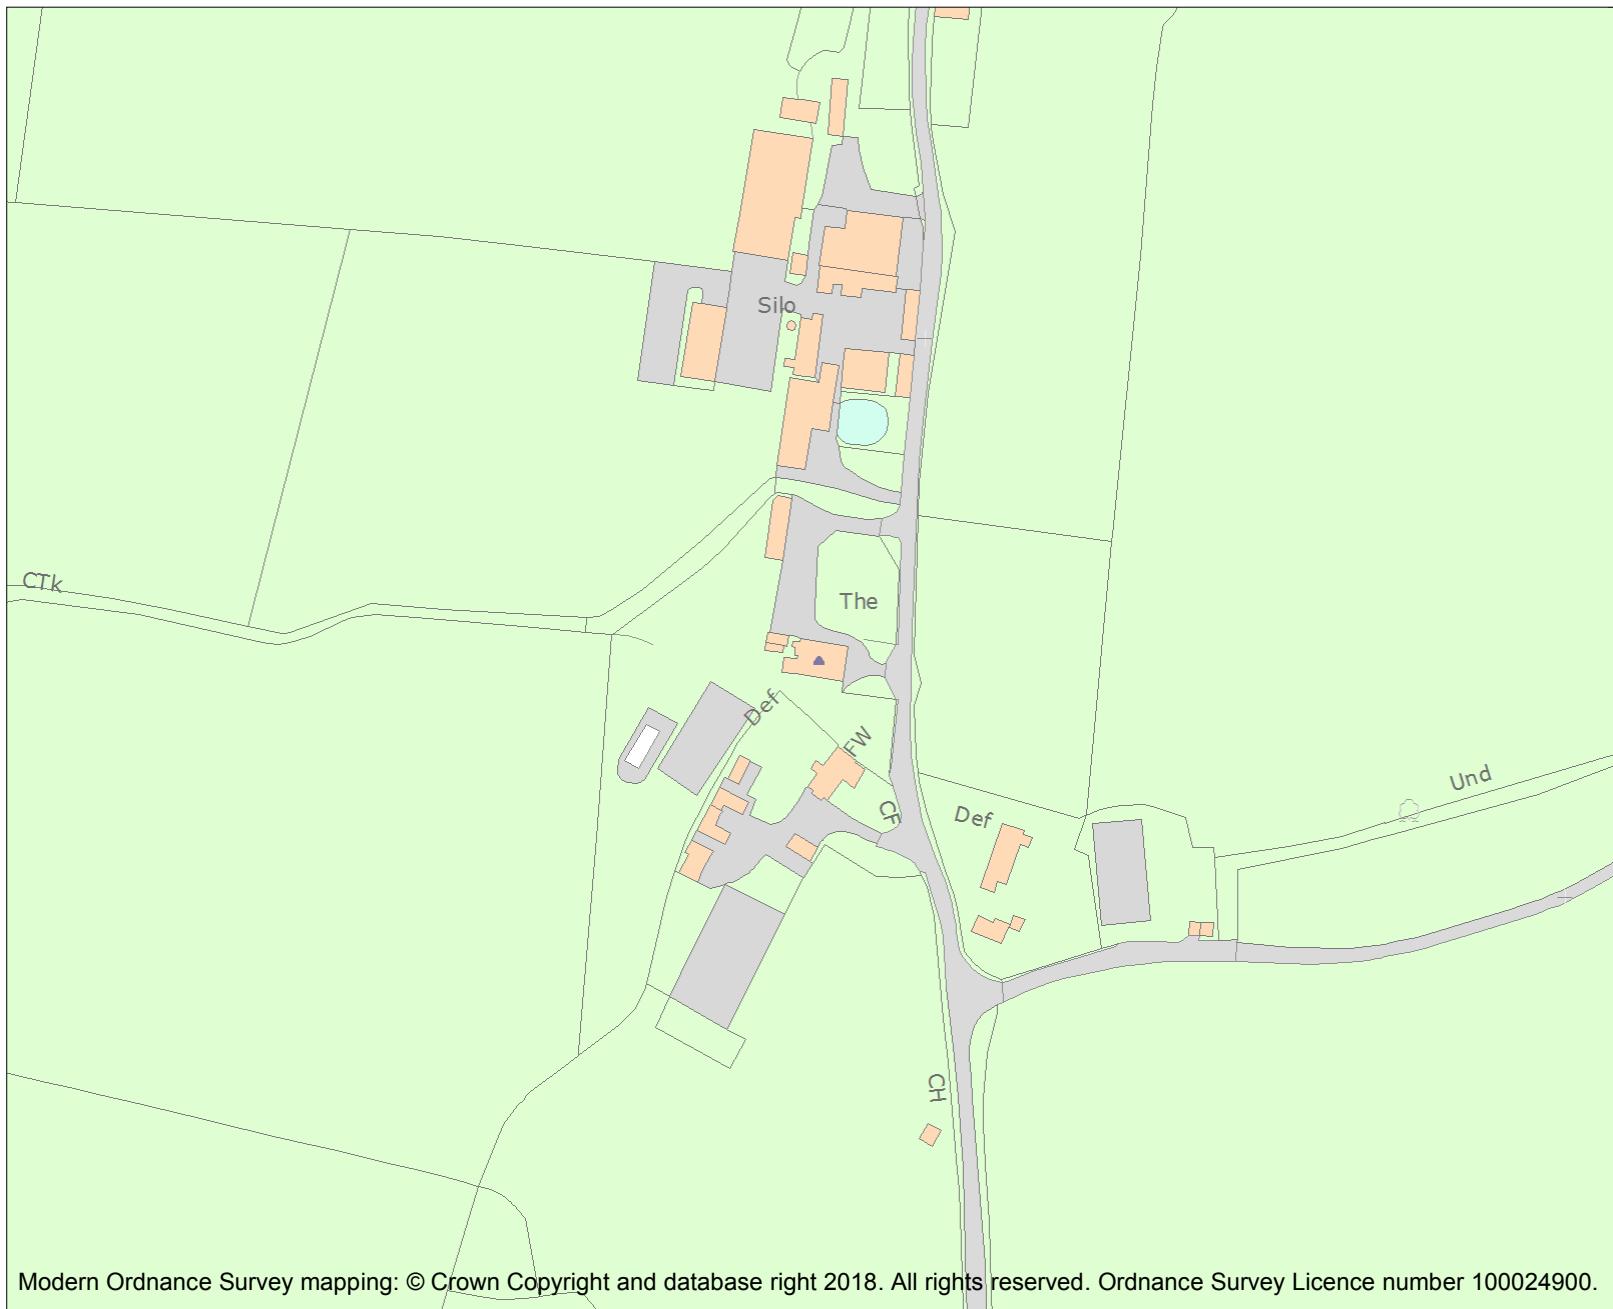 Silo
CTk
The
Def
FW
CF
Def
Und
CH
Modern Ordnance Survey mapping: © Crown Copyright and database right 2018. All rights reserved. Ordnance Survey Licence number 100024900.